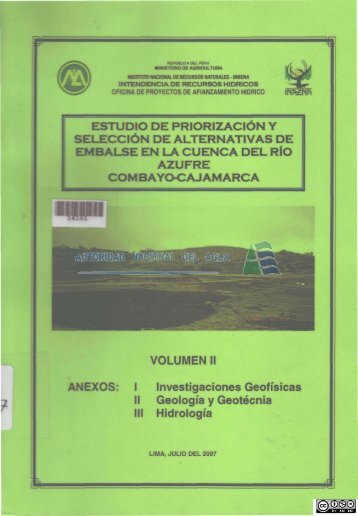 REPUBLICA DEL PERU
MINISTERIO DE AGRICULTURA
INSTITUTO NACIONAL DE RECURSOS NATURALES - INRENA
INTENDENCIA DE RECURSOS HIDRICOS
OFICINA DE PROYECTOS DE AFIANZAMIENTO HIDRICO
INRENA
ESTUDIO DE PRIORIZACIÓN Y
SELECCIÓN DE ALTERNATIVAS DE
EMBALSE EN LA CUENCA DEL RÍO
AZUFRE
COMBAYO-CAJAMARCA
AUTORIDAD NACIONAL DEL AGUA
VOLUMEN II
ANEXOS: I Investigaciones Geofísicas
II Geología y Geotécnia
III Hidrología
7
LIMA, JULIO DEL 2007